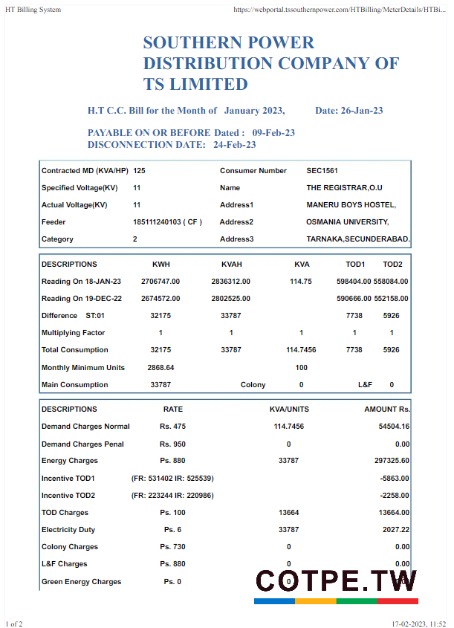 HT Billing System https://webportal.tssouthernpower.com/HTBilling/MeterDetails/HTBi...
SOUTHERN POWER
DISTRIBUTION COMPANY OF
TS LIMITED
H.T C.C. Bill for the Month of January 2023, Date: 26-Jan-23
PAYABLE ON OR BEFORE Dated : 09-Feb-23
DISCONNECTION DATE: 24-Feb-23
Contracted MD (KVA/HP) 125 Consumer Number SEC1561
Specified Voltage(KV) 11 Name THE REGISTRAR,O.U
Actual Voltage(KV) 11 Address1 MANERU BOYS HOSTEL,
Feeder 185111240103 ( CF ) Address2 OSMANIA UNIVERSITY,
Category 2 Address3 TARNAKA,SECUNDERABAD,
DESCRIPTIONS KWH KVAH KVA TOD1 TOD2
Reading On 18-JAN-23 2706747.00 2836312.00 114.75 598404.00 558084.00
Reading On 19-DEC-22 2674572.00 2802525.00 590666.00 552158.00
Difference ST:01 32175 33787 7738 5926
Multiplying Factor 1 1 1 1 1
Total Consumption 32175 33787 114.7456 7738 5926
Monthly Minimum Units 2868.64 100
Main Consumption 33787 Colony 0 L&F 0
DESCRIPTIONS RATE KVA/UNITS AMOUNT Rs.
Demand Charges Normal Rs. 475 114.7456 54504.16
Demand Charges Penal Rs. 950 0 0.00
Energy Charges Ps. 880 33787 297325.60
Incentive TOD1 (FR: 531402 IR: 525539) -5863.00
Incentive TOD2 (FR: 223244 IR: 220986) -2258.00
TOD Charges Ps. 100 13664 13664.00
Electricity Duty Ps. 6 33787 2027.22
Colony Charges Ps. 730 0 0.00
L&F Charges Ps. 880 0 0.00
Green Energy Charges Ps. 0 0
COTPE.TW
1 of 2 17-02-2023, 11:52